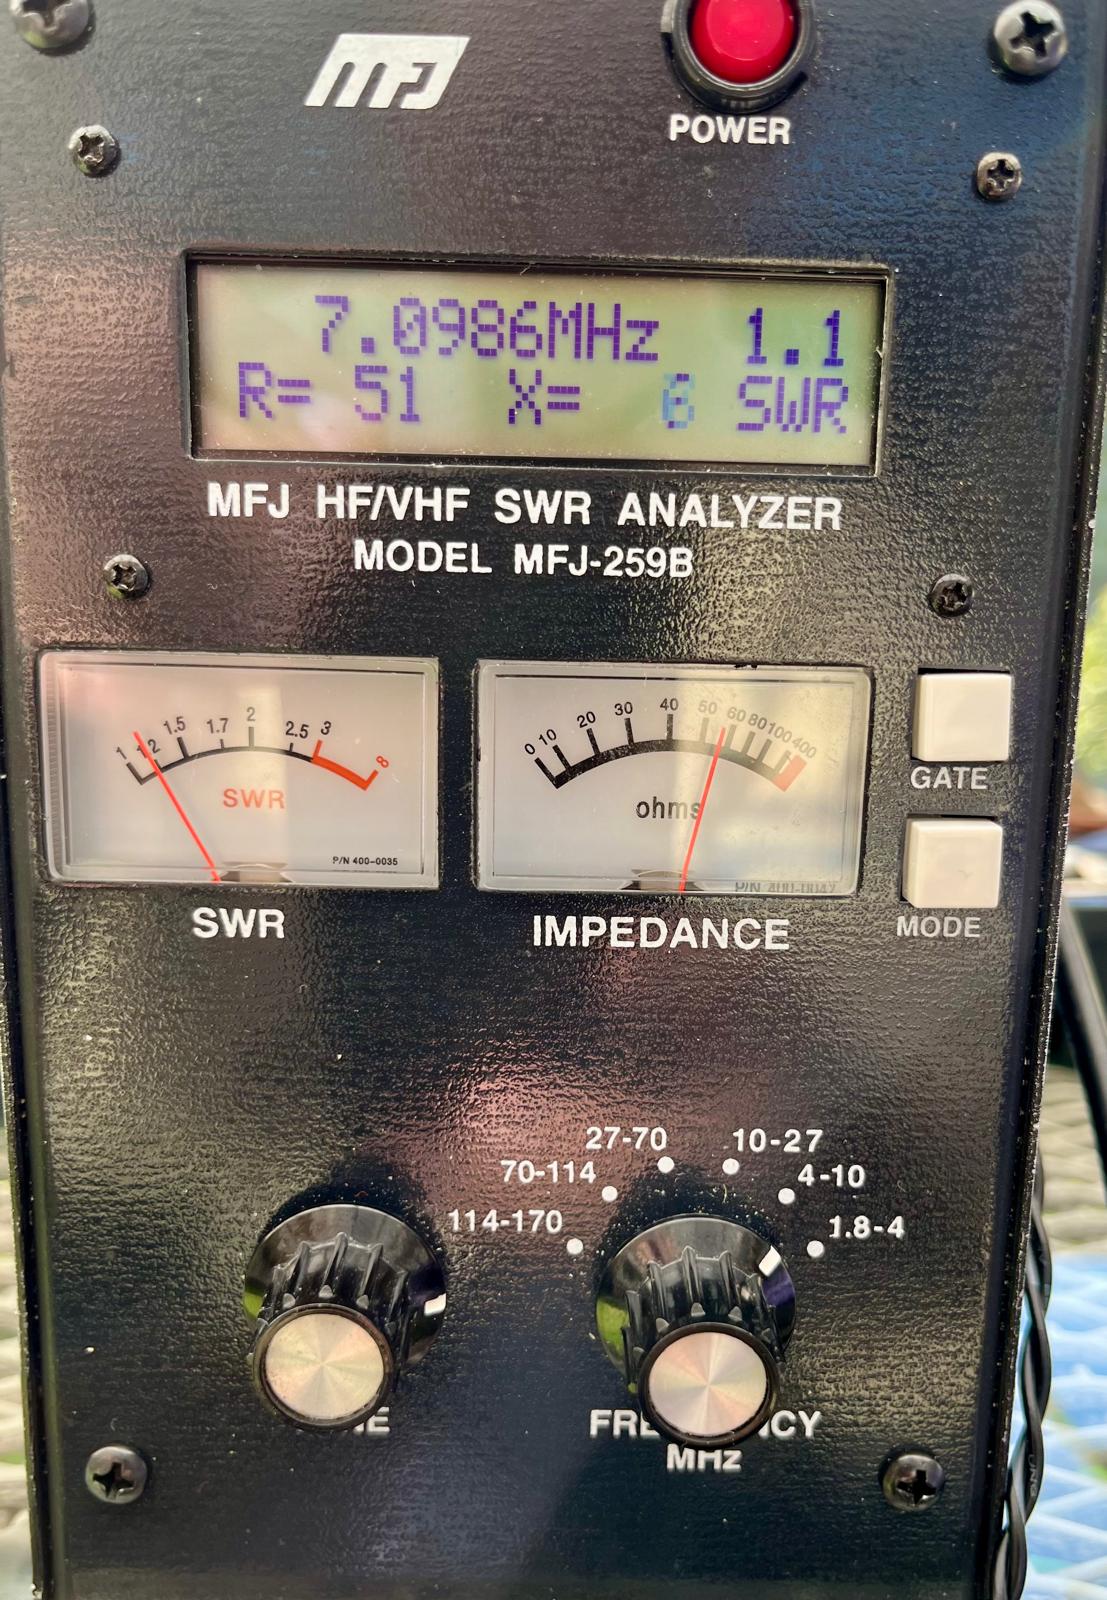 MFJ
POWER
7.0986MHz 1.1
R= 51 X= SWR
MFJ HF/VHF SWR ANALYZER
MODEL MFJ-259B
1 1.2 1.5 1.7 2 2.5 3 8
SWR
P/N 400-0035
0 10 20 30 40 50 60 80 100 400
ohms
P/N 400-0047
GATE
MODE
SWR
IMPEDANCE
27-70
10-27
70-114
4-10
114-170
1.8-4
MHz